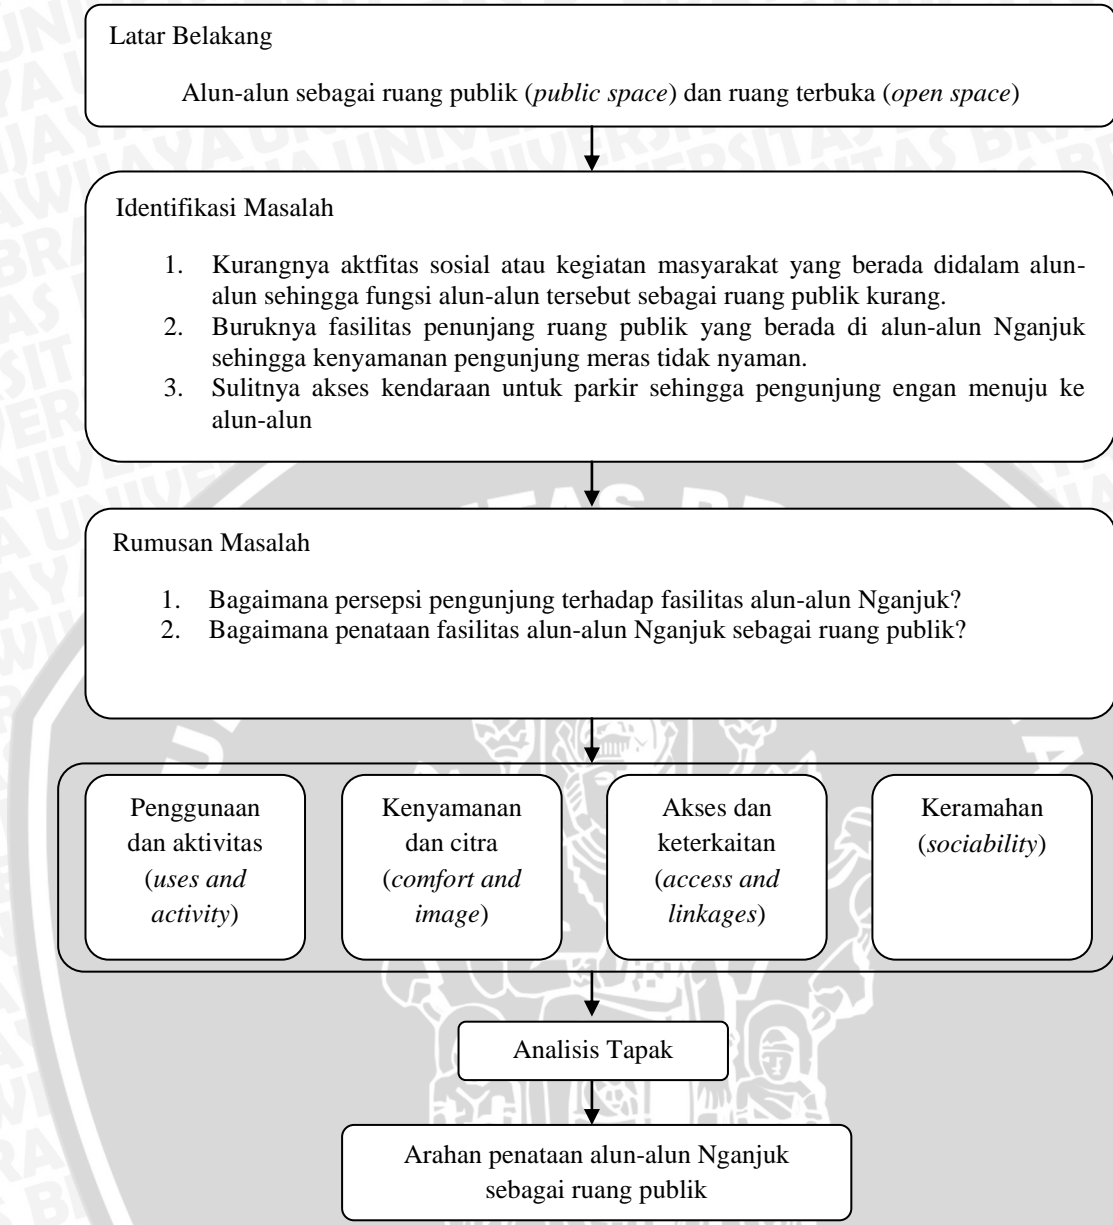 Latar Belakang
Alun-alun sebagai ruang publik (public space) dan ruang terbuka (open space)
Identifikasi Masalah
1. Kurangnya aktfitas sosial atau kegiatan masyarakat yang berada didalam alun-
alun sehingga fungsi alun-alun tersebut sebagai ruang publik kurang.
2. Buruknya fasilitas penunjang ruang publik yang berada di alun-alun Nganjuk
sehingga kenyamanan pengunjung meras tidak nyaman.
3. Sulitnya akses kendaraan untuk parkir sehingga pengunjung engan menuju ke
alun-alun
Rumusan Masalah
1. Bagaimana persepsi pengunjung terhadap fasilitas alun-alun Nganjuk?
2. Bagaimana penataan fasilitas alun-alun Nganjuk sebagai ruang publik?
Penggunaan
dan aktivitas
(uses and
activity)
Kenyamanan
dan citra
(comfort and
image)
Akses dan
keterkaitan
(access and
linkages)
Keramahan
(sociability)
Analisis Tapak
Arahan penataan alun-alun Nganjuk
sebagai ruang publik